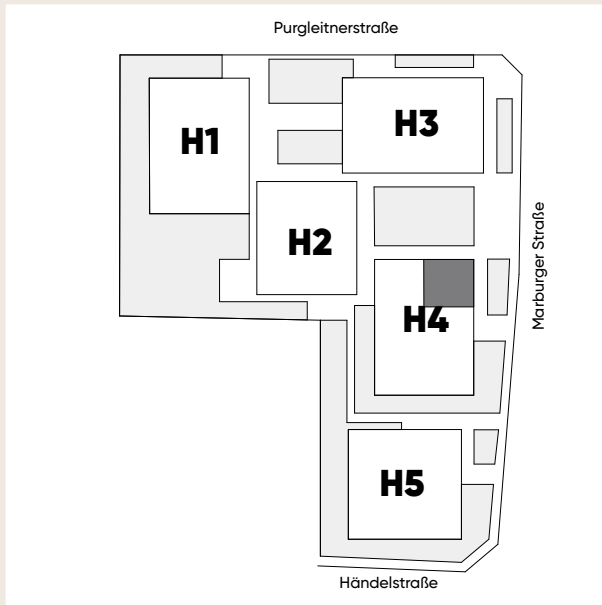 Purgleitnerstraße
H1
H3
H2
Marburger Straße
H4
H5
Händelstraße